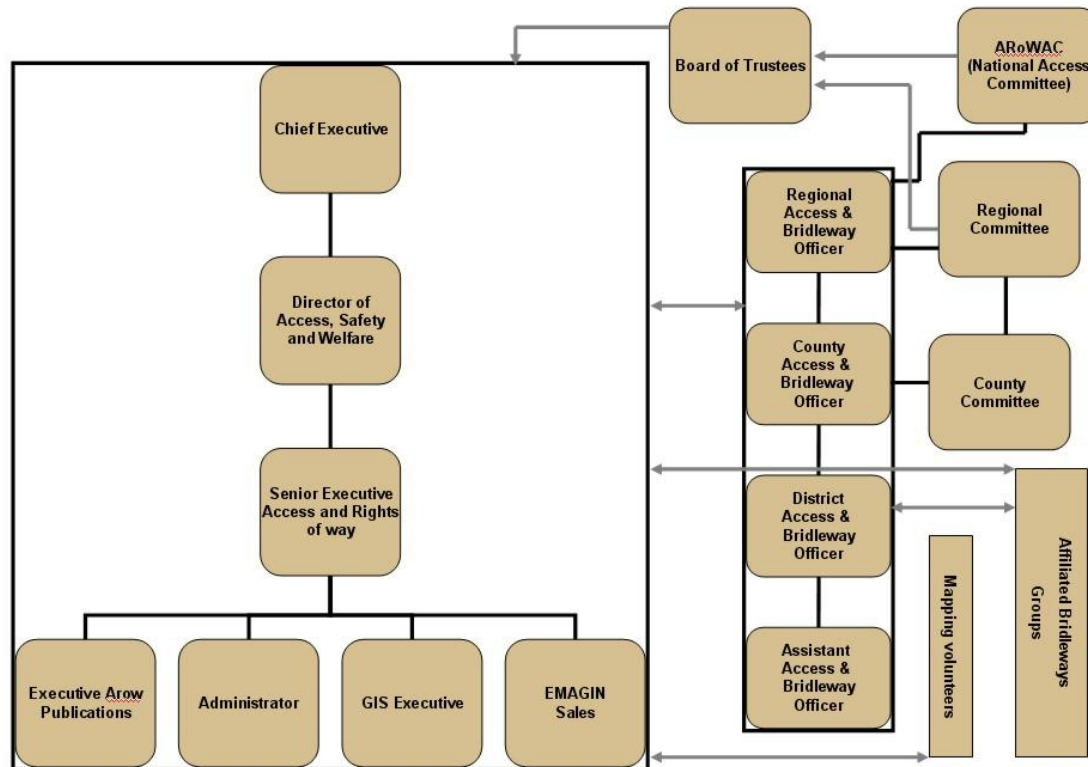 Board of Trustees
ARoWAC
(National Access
Committee)
Chief Executive
Regional
Access &
Bridleway
Officer
Regional
Committee
Director of
Access, Safety
and Welfare
County
Access &
Bridleway
Officer
County
Committee
Senior Executive
Access and Rights
of way
District
Access &
Bridleway
Officer
Affiliated Bridleways
Groups
Mapping volunteers
Executive Arow
Publications
Administrator
GIS Executive
EMAGIN
Sales
Assistant
Access &
Bridleway
Officer